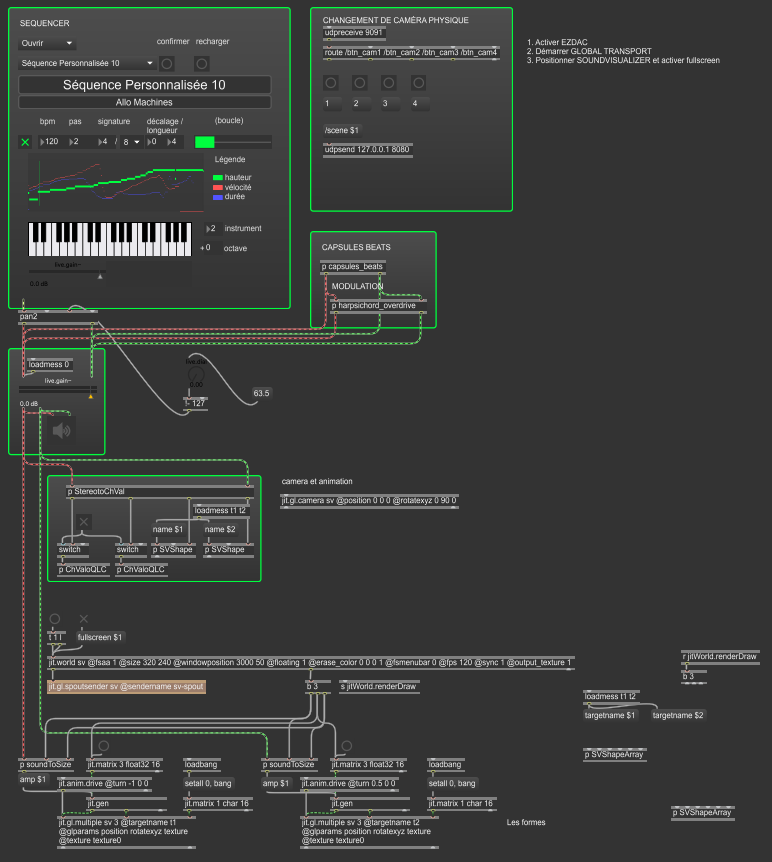 SEQUENCER
Ouvrir
confirmer
recharger
Séquence Personnalisée 10
Séquence Personnalisée 10
Allo Machines
bpm
pas
signature
décalage /
longueur
(boucle)
120
2
4
/
8
0
4
Légende
hauteur
vélocité
durée
2
instrument
+0
octave
live.gain~
0.0 dB
CHANGEMENT DE CAMÉRA PHYSIQUE
udpreceive 9091
route /btn_cam1 /btn_cam2 /btn_cam3 /btn_cam4
1
2
3
4
/scene $1
udpsend 127.0.0.1 8080
1. Activer EZDAC
2. Démarrer GLOBAL TRANSPORT
3. Positionner SOUNDVISUALIZER et activer fullscreen
CAPSULES BEATS
p capsules_beats
MODULATION
p harpsichord_overdrive
pan2
loadmess 0
live.gain~
0.0 dB
live.dial
0.00
- 127
63.5
p StereotoChVal
loadmess t1 t2
name $1
name $2
switch
switch
p SVShape
p SVShape
p ChValoQLC
p ChValoQLC
camera et animation
jit.gl.camera sv @position 0 0 0 @rotatexyz 0 90 0
t 1 l
fullscreen $1
jit.world sv @fsaa 1 @size 320 240 @windowposition 3000 50 @floating 1 @erase_color 0 0 0 1 @fsmenubar 0 @fps 120 @sync 1 @output_texture 1
jit.gl.spoutsender sv @sendername sv-spout
b 3
s jitWorld.renderDraw
r jitWorld.renderDraw
b 3
loadmess t1 t2
targetname $1
targetname $2
p SVShapeArray
p SVShapeArray
p soundToSize
jit.matrix 3 float32 16
loadbang
amp $1
jit.anim.drive @turn -1 0 0
setall 0, bang
jit.gen
jit.matrix 1 char 16
jit.gl.multiple sv 3 @targetname t1
@glparams position rotatexyz texture
@texture texture0
p soundToSize
jit.matrix 3 float32 16
loadbang
amp $1
jit.anim.drive @turn 0.5 0 0
setall 0, bang
jit.gen
jit.matrix 1 char 16
jit.gl.multiple sv 3 @targetname t2
@glparams position rotatexyz texture
@texture texture0
Les formes